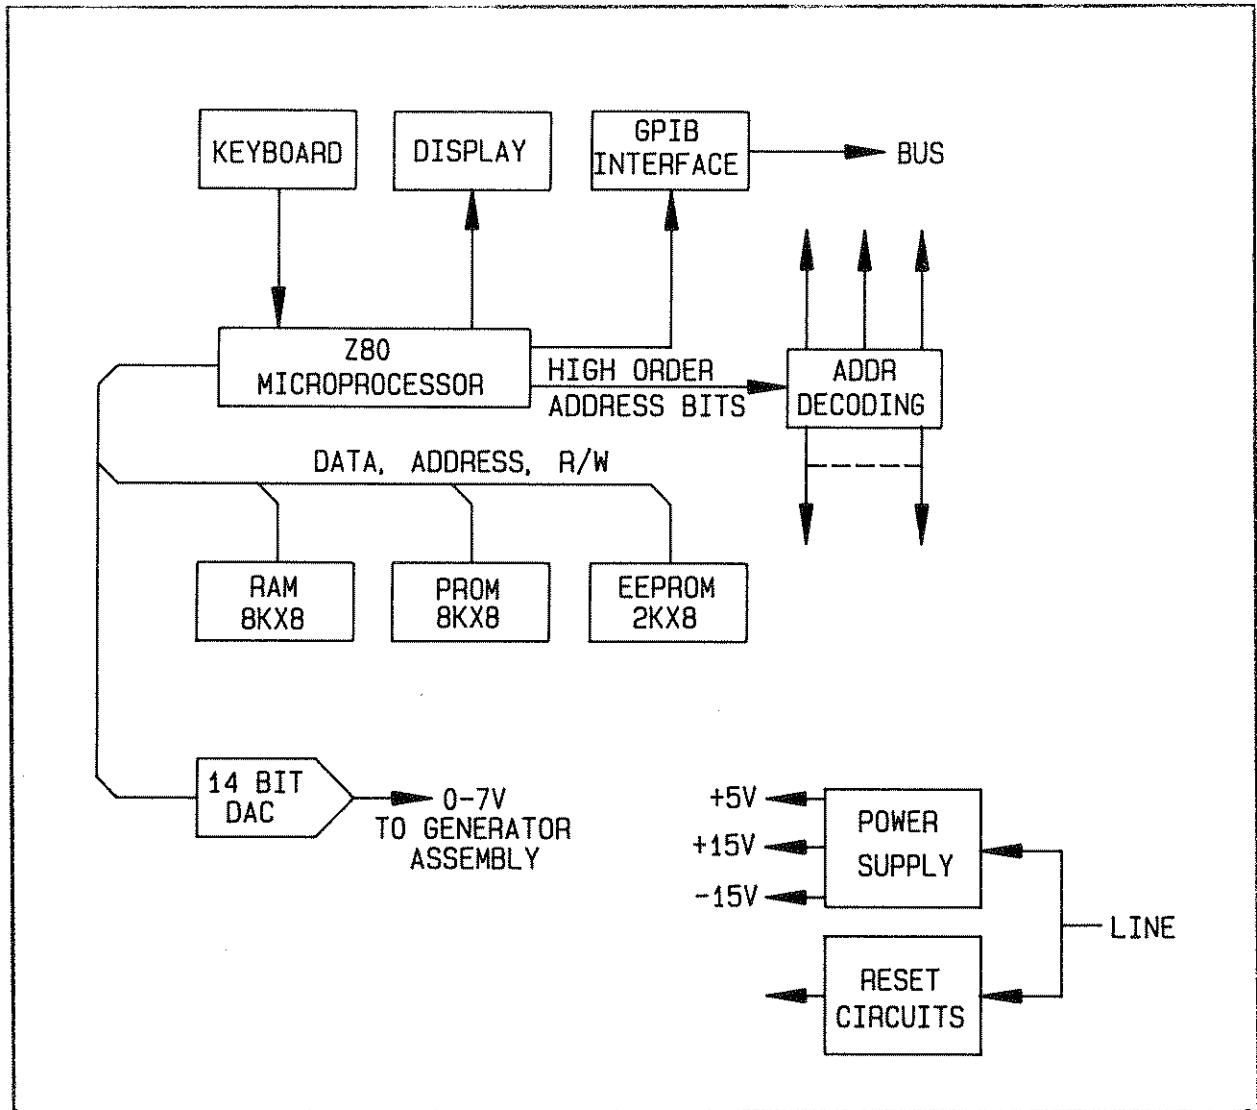 KEYBOARD
DISPLAY
GPIB
INTERFACE
BUS
Z80
MICROPROCESSOR
HIGH ORDER
ADDRESS BITS
ADDR
DECODING
DATA, ADDRESS, R/W
RAM
8KX8
PROM
8KX8
EEPROM
2KX8
14 BIT
DAC
0-7V
TO GENERATOR
ASSEMBLY
+5V
+15V
-15V
POWER
SUPPLY
LINE
RESET
CIRCUITS